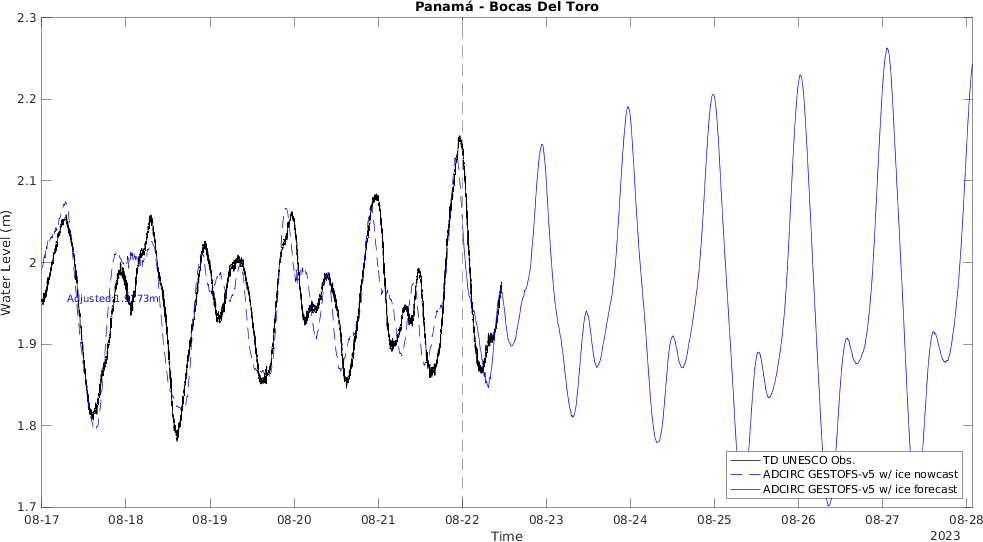 Panamá - Bocas Del Toro
2.3
2.2
2.1
2
1.9
1.8
1.7
Water Level (m)
TD UNESCO Obs.
ADCIRC GESTOFS-v5 w/ ice nowcast
ADCIRC GESTOFS-v5 w/ ice forecast
08-17 08-18 08-19 08-20 08-21 08-22 08-23 08-24 08-25 08-26 08-27 08-28
Time
2023